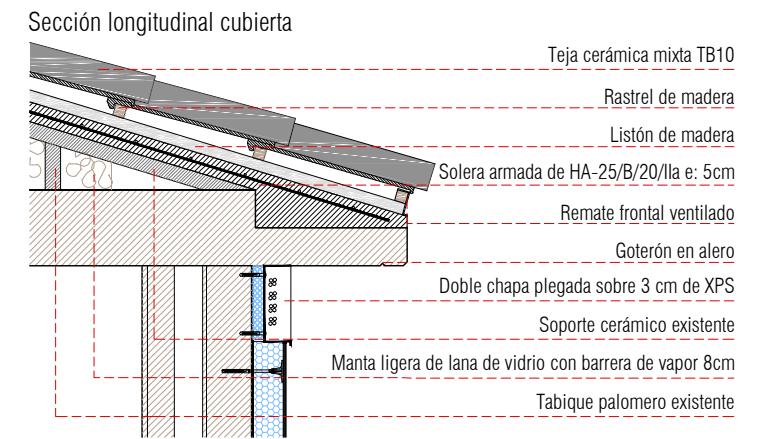 Sección longitudinal cubierta
Teja cerámica mixta TB10
Rastrel de madera
Listón de madera
Solera armada de HA-25/B/20/IIa e: 5cm
Remate frontal ventilado
Goterón en alero
Doble chapa plegada sobre 3 cm de XPS
Soporte cerámico existente
Manta ligera de lana de vidrio con barrera de vapor 8cm
Tabique palomero existente